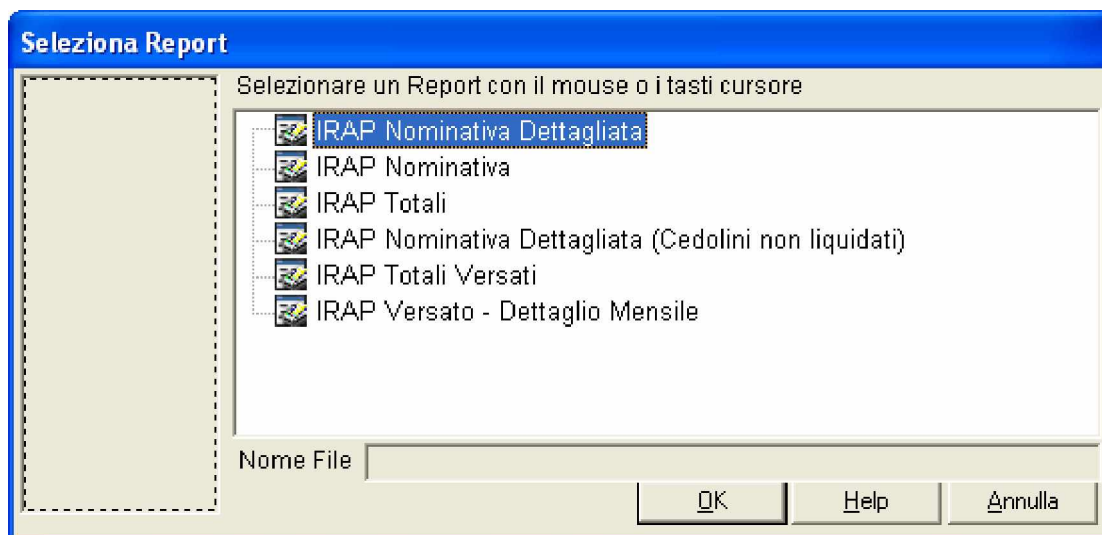 Seleziona Report
Selezionare un Report con il mouse o i tasti cursore
IRAP Nominativa Dettagliata
IRAP Nominativa
IRAP Totali
IRAP Nominativa Dettagliata (Cedolini non liquidati)
IRAP Totali Versati
IRAP Versato - Dettaglio Mensile
Nome File
OK Help Annulla